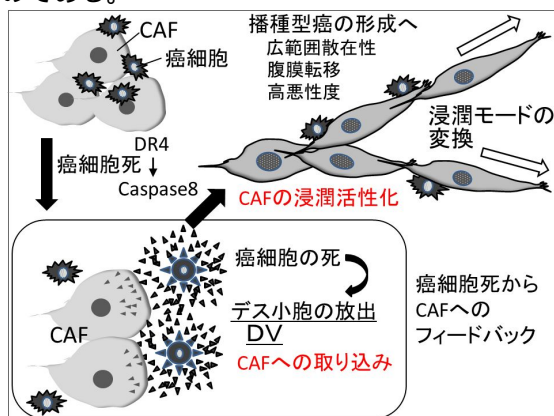 CAF
癌細胞
癌細胞死
DR4
Caspase8
播種型癌の形成へ
広範囲散在性
腹膜転移
高悪性度
浸潤モードの
変換
CAFの浸潤活性化
CAF
癌細胞の死
デス小胞の放出
DV
CAFへの取り込み
癌細胞死から
CAFへの
フィードバック